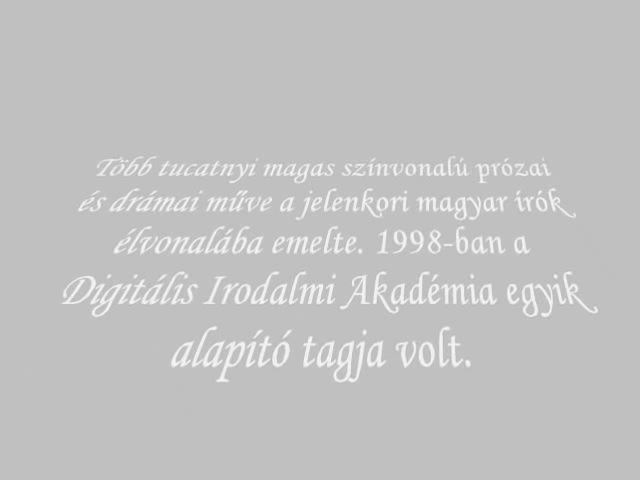 Több tucatnyi magas színvonalú prózai
és drámai műve a jelenkori magyar írók
élvonalába emelte. 1998-ban a
Digitális Irodalmi Akadémia egyik
alapító tagja volt.